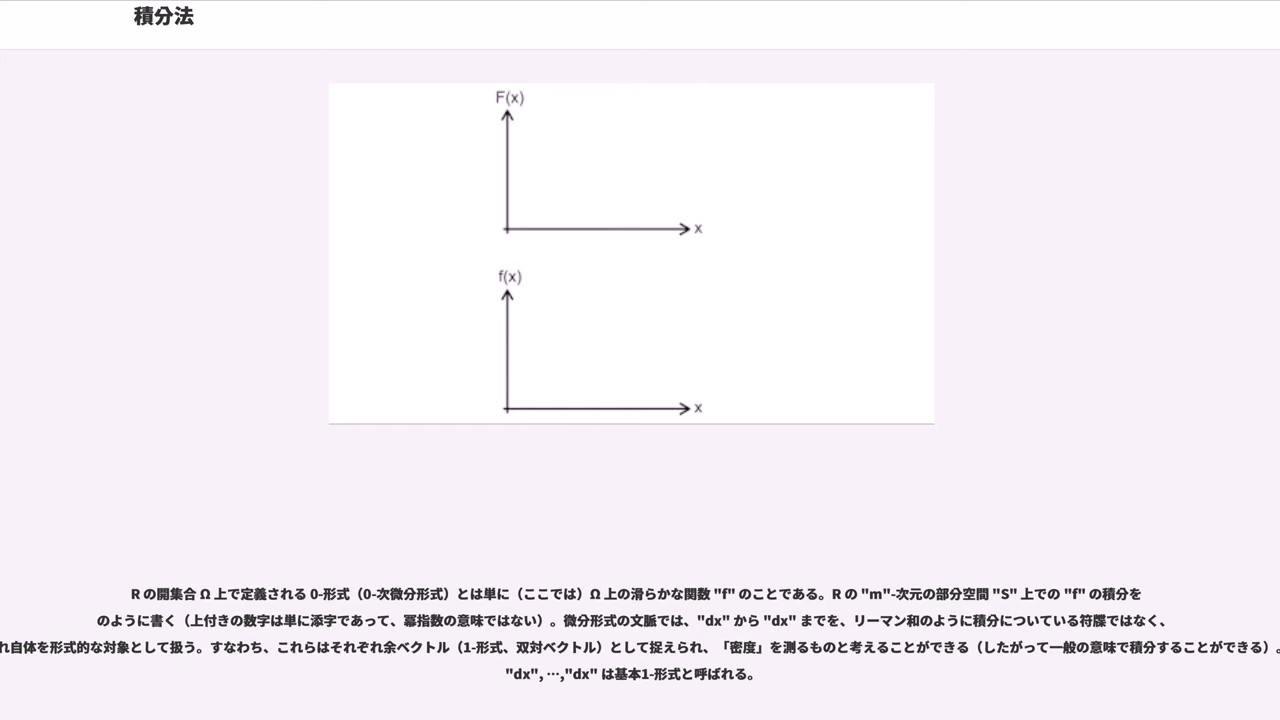 積分法
F(x)
x
f(x)
x
R の開集合 Ω 上で定義される 0-形式（0-次微分形式）とは単に（ここでは）Ω 上の滑らかな関数 "f" のことである。R の "m"-次元の部分空間 "S" 上での "f" の積分を
のように書く（上付きの数字は単に添字であって、冪指数の意味ではない）。微分形式の文脈では、"dx" から "dx" までを、リーマン和のように積分についている符牒ではなく、
れ自体を形式的な対象として扱う。すなわち、これらはそれぞれ余ベクトル（1-形式、双対ベクトル）として捉えられ、「密度」を測るものと考えることができる（したがって一般の意味で積分することができる）。
"dx", …,"dx" は基本1-形式と呼ばれる。